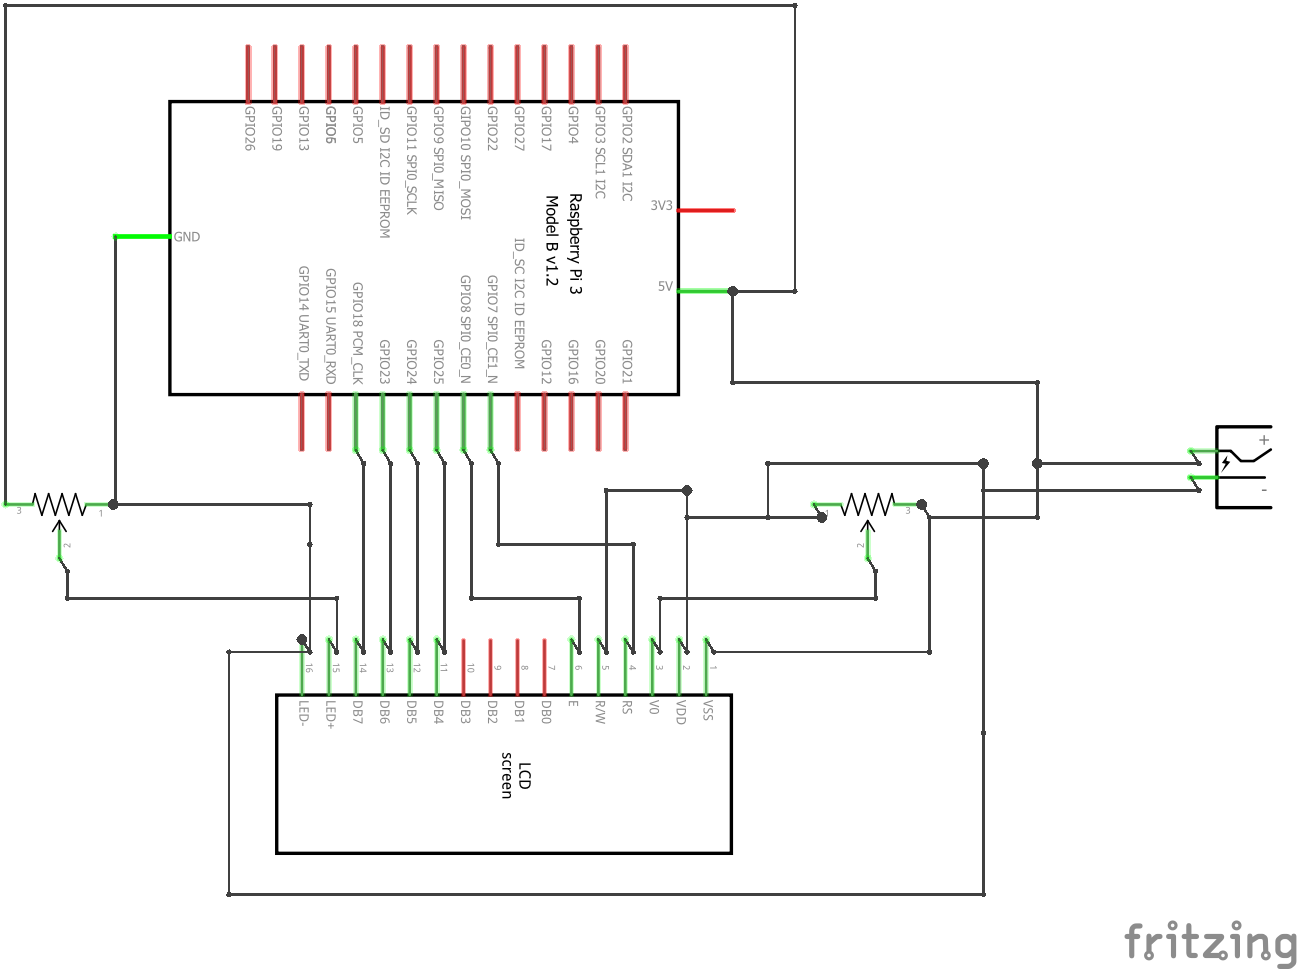 GPIO26
GPIO19
GPIO13
GPIO6
GPIO5
ID_SD I2C ID EEPROM
GPIO11 SPI0_SCLK
GPIO9 SPI0_MISO
GIPO10 SPI0_MOSI
GPIO22
GPIO27
GPIO17
GPIO4
GPIO3 SCL1 I2C
GPIO2 SDA1 I2C
Raspberry Pi 3
Model B v1.2
3V3
GND
5V
GPIO14 UART0_TXD
GPIO15 UART0_RXD
GPIO18 PCM_CLK
GPIO23
GPIO24
GPIO25
GPIO8 SPI0_CE0_N
GPIO7 SPI0_CE1_N
ID_SC I2C ID EEPROM
GPIO12
GPIO16
GPIO20
GPIO21
+
-
3
1
2
1
3
2
16
15
14
13
12
11
10
9
8
7
6
5
4
3
2
1
LED-
LED+
DB7
DB6
DB5
DB4
DB3
DB2
DB1
DB0
E
R/W
RS
V0
VDD
VSS
LCD
screen
fritzing